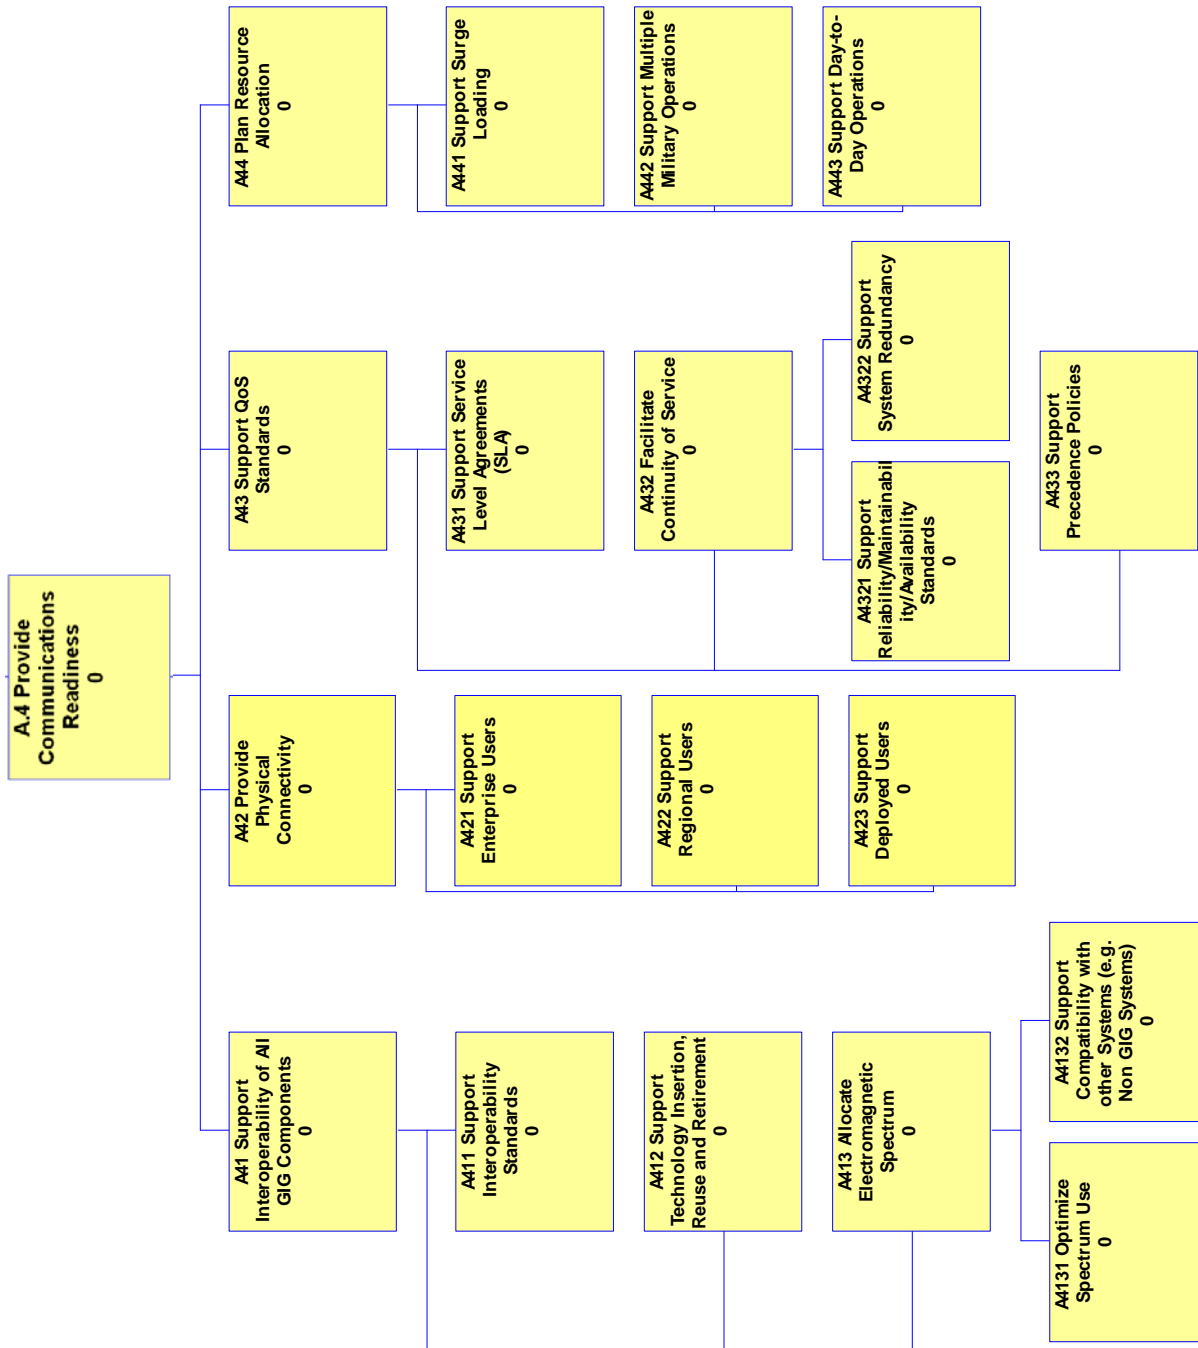 A.4 Provide
Communications
Readiness
0
A41 Support
Interoperability of All
GIG Components
0
A411 Support
Interoperability
Standards
0
A412 Support
Technology Insertion,
Reuse and Retirement
0
A413 Allocate
Electromagnetic
Spectrum
0
A4131 Optimize
Spectrum Use
0
A4132 Support
Compatibility with
other Systems (e.g.
Non GIG Systems)
0
A42 Provide
Physical
Connectivity
0
A421 Support
Enterprise Users
0
A422 Support
Regional Users
0
A423 Support
Deployed Users
0
A43 Support QoS
Standards
0
A431 Support Service
Level Agreements
(SLA)
0
A432 Facilitate
Continuity of Service
0
A4321 Support
Reliability/Maintainabil
ity/Availability
Standards
0
A4322 Support
System Redundancy
0
A433 Support
Precedence Policies
0
A44 Plan Resource
Allocation
0
A441 Support Surge
Loading
0
A442 Support Multiple
Military Operations
0
A443 Support Day-to-
Day Operations
0